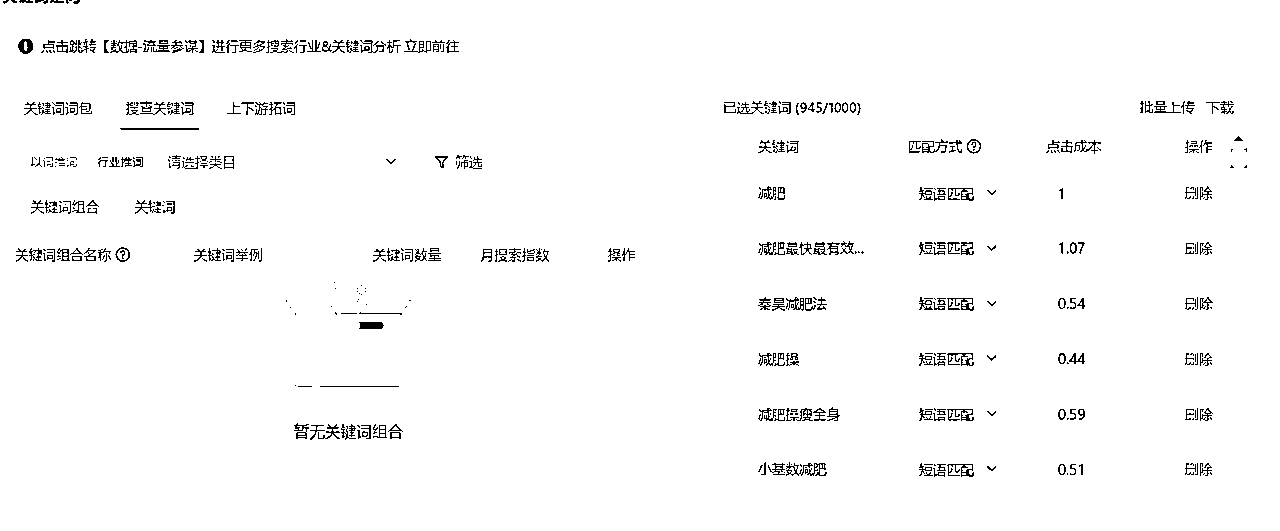 点击跳转【数据-流量参谋】进行更多搜索行业&关键词分析 立即前往
关键词词包 搜查关键词 上下游拓词
以词推词 行业推词 请选择类目 筛选
关键词组合 关键词
关键词组合名称 关键词举例 关键词数量 月搜索指数 操作
暂无关键词组合
已选关键词 (945/1000) 批量上传 下载
关键词 匹配方式 点击成本 操作
减肥 短语匹配 1 删除
减肥最快最有效... 短语匹配 1.07 删除
秦昊减肥法 短语匹配 0.54 删除
减肥操 短语匹配 0.44 删除
减肥操瘦全身 短语匹配 0.59 删除
小基数减肥 短语匹配 0.51 删除